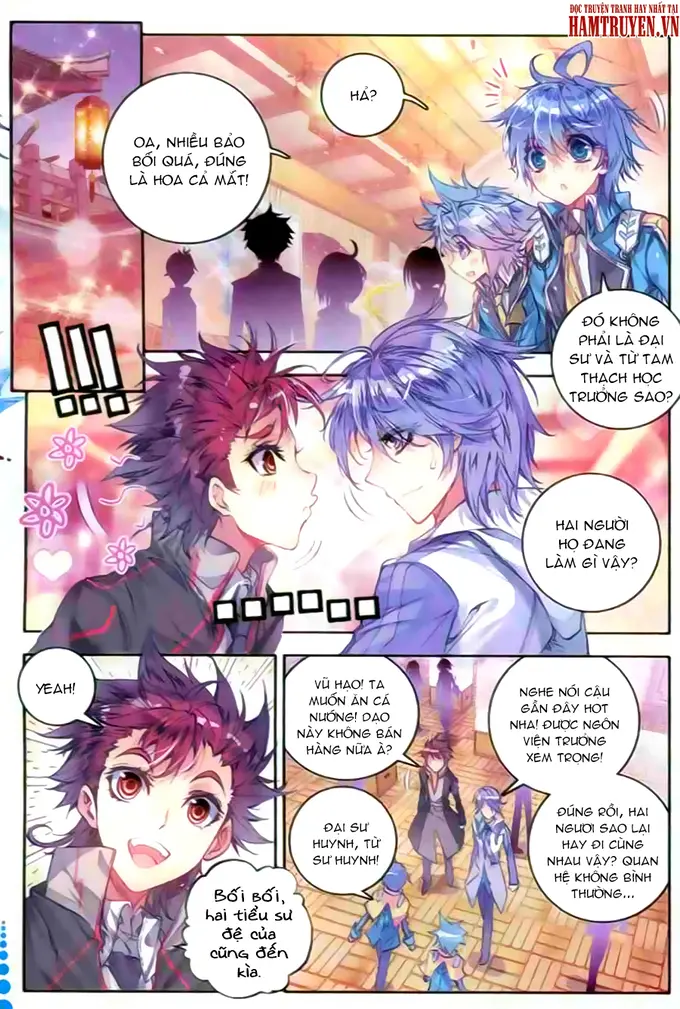 ĐỌC TRUYỆN TRANH HAY NHẤT TẠI
HAMTRUYEN.VN
HẢ?
OA, NHIỀU BẢO
BỐI QUÁ, ĐÚNG
LÀ HOA CẢ MẮT!
ĐÓ KHÔNG
PHẢI LÀ ĐẠI
SƯ VÀ TỪ TAM
THẠCH HỌC
TRƯỞNG SAO?
!!!
HAI NGƯỜI
HỌ ĐANG
LÀM GÌ VẬY?
YEAH!
VŨ HẠO! TA
MUỐN ĂN CÁ
NƯỚNG! DẠO
NÀY KHÔNG BÁN
HÀNG NỮA À?
NGHE NÓI CẬU
GẦN ĐÂY HOT
NHA! ĐƯỢC NGÔN
VIỆN TRƯỞNG
XEM TRỌNG!
ĐẠI SƯ
HUYNH, TỪ
SƯ HUYNH!
ĐÚNG RỒI, HAI
NGƯƠI SAO LẠI
HAY ĐI CÙNG
NHAU VẬY? QUAN
HỆ KHÔNG BÌNH
THƯỜNG...
BỐI BỐI,
HAI TIỂU SƯ
ĐỆ CỦA
CŨNG ĐẾN
KÌA.